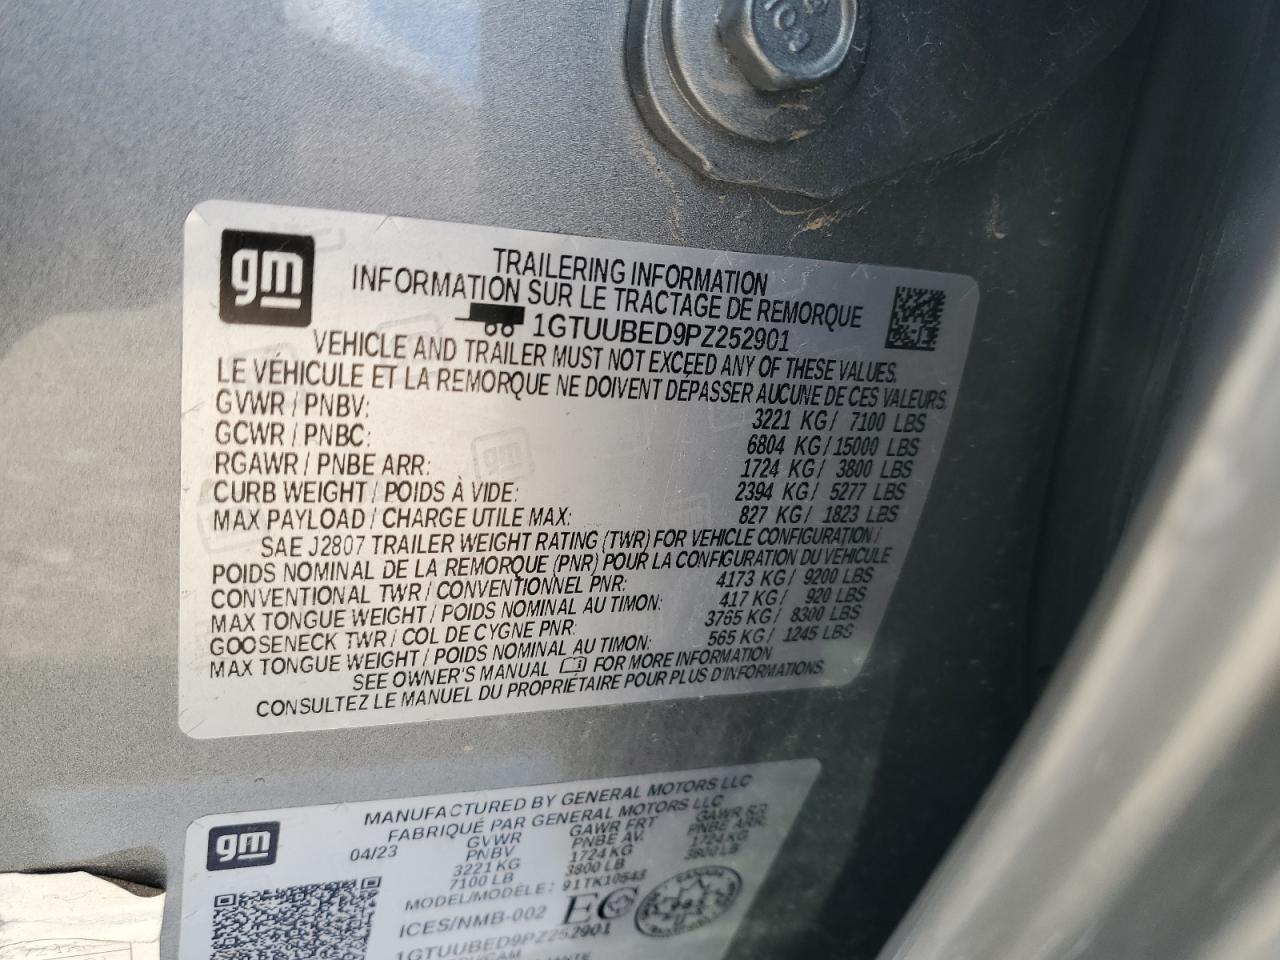 gm
TRAILERING INFORMATION
INFORMATION SUR LE TRACTAGE DE REMORQUE
1GTUUBED9PZ252901
VEHICLE AND TRAILER MUST NOT EXCEED ANY OF THESE VALUES.
LE VÉHICULE ET LA REMORQUE NE DOIVENT DÉPASSER AUCUNE DE CES VALEURS.
GVWR / PNBV: 3221 KG/ 7100 LBS
GCWR / PNBC: 6804 KG/15000 LBS
RGAWR / PNBE ARR: 1724 KG/ 3800 LBS
CURB WEIGHT / POIDS À VIDE: 2394 KG/ 5277 LBS
MAX PAYLOAD / CHARGE UTILE MAX: 827 KG/ 1823 LBS
SAE J2807 TRAILER WEIGHT RATING (TWR) FOR VEHICLE CONFIGURATION /
POIDS NOMINAL DE LA REMORQUE (PNR) POUR LA CONFIGURATION DU VÉHICULE
CONVENTIONAL TWR / CONVENTIONNEL PNR: 4173 KG/ 9200 LBS
MAX TONGUE WEIGHT / POIDS NOMINAL AU TIMON: 417 KG/ 920 LBS
GOOSENECK TWR / COL DE CYGNE PNR: 3765 KG/ 8300 LBS
MAX TONGUE WEIGHT / POIDS NOMINAL AU TIMON: 565 KG/ 1245 LBS
SEE OWNER'S MANUAL FOR MORE INFORMATION
CONSULTEZ LE MANUEL DU PROPRIÉTAIRE POUR PLUS D'INFORMATIONS.
gm
MANUFACTURED BY GENERAL MOTORS LLC
FABRIQUÉ PAR GENERAL MOTORS LLC
04/23 GVWR GAWR FRT GAWR RR
PNBV PNBE AV. PNBE ARR.
3221 KG 1724 KG 1724 KG
7100 LB 3800 LB 3800 LB
MODEL/MODÈLE: 91TK10543
ICES/NMB-002 EC
1GTUUBED9PZ252901